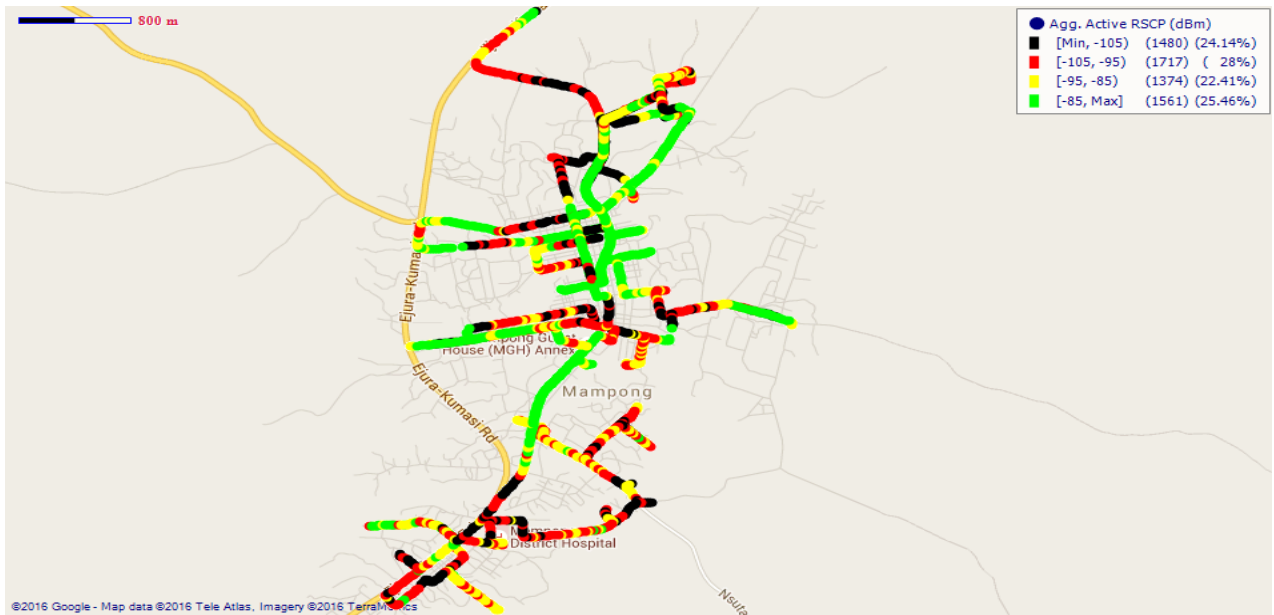 800 m
Agg. Active RSCP (dBm)
[Min, -105) (1480) (24.14%)
[-105, -95) (1717) ( 28%)
[-95, -85) (1374) (22.41%)
[-85, Max] (1561) (25.46%)
Ejura-Kuma
House (MGH) Annex
Ejura-Kumasi Rd
Mampong
District Hospital
Nsuta
©2016 Google - Map data ©2016 Tele Atlas, Imagery ©2016 TerraMetrics